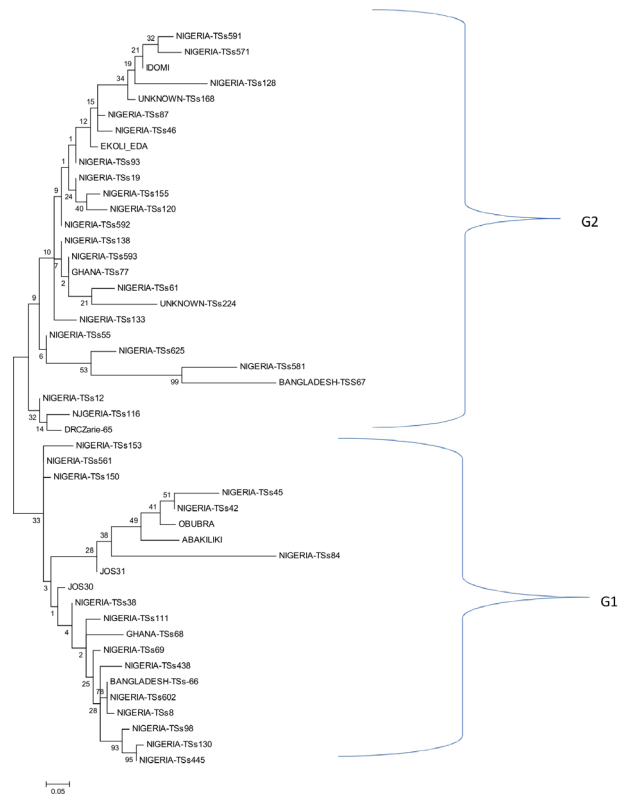 NIGERIA-TSs591
32
NIGERIA-TSs571
21
IDOMI
19
NIGERIA-TSs128
34
UNKNOWN-TSs168
15
NIGERIA-TSs87
12
NIGERIA-TSs46
EKOLI_EDA
1
NIGERIA-TSs93
1
NIGERIA-TSs19
24
NIGERIA-TSs155
40
NIGERIA-TSs120
9
NIGERIA-TSs592
G2
NIGERIA-TSs138
10
NIGERIA-TSs593
7
GHANA-TSs77
2
NIGERIA-TSs61
21
UNKNOWN-TSs224
9
NIGERIA-TSs133
NIGERIA-TSs55
6
NIGERIA-TSs625
53
NIGERIA-TSs581
99
BANGLADESH-TSS67
NIGERIA-TSs12
32
NJGERIA-TSs116
14
DRCZarie-65
NIGERIA-TSs153
NIGERIA-TSs561
NIGERIA-TSs150
33
NIGERIA-TSs45
51
NIGERIA-TSs42
41
OBUBRA
49
ABAKILIKI
38
NIGERIA-TSs84
28
JOS31
3
JOS30
1
NIGERIA-TSs38
G1
4
NIGERIA-TSs111
GHANA-TSs68
2
NIGERIA-TSs69
25
NIGERIA-TSs438
BANGLADESH-TSs-66
78
NIGERIA-TSs602
28
NIGERIA-TSs8
NIGERIA-TSs98
93
NIGERIA-TSs130
95
NIGERIA-TSs445
0.05